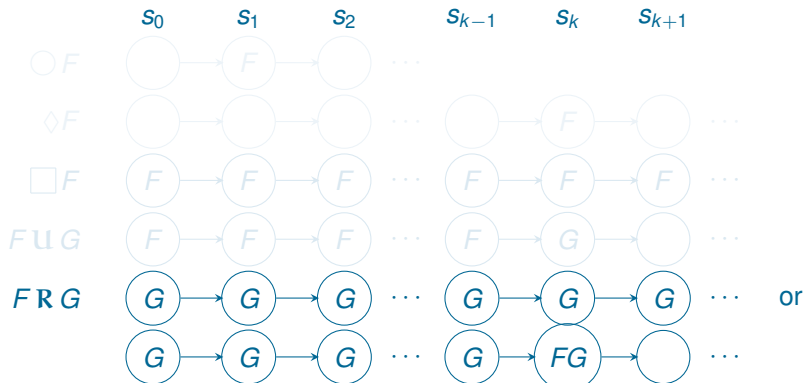 s0 s1 s2 sk−1 sk sk+1
○F F ···
◇F ··· F ···
□F F F F ··· F F F ···
F U G F F F ··· F G ···
F R G G G G ··· G G G ··· or
G G G ··· G FG ···